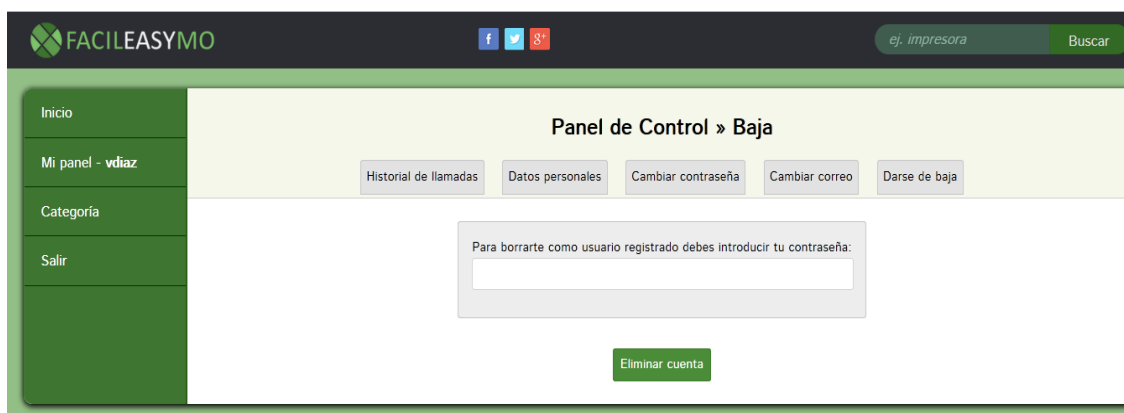 FACILEASYMO
f
8+
ej. impresora
Buscar
Inicio
Mi panel - vdiaz
Categoría
Salir
Panel de Control » Baja
Historial de llamadas
Datos personales
Cambiar contraseña
Cambiar correo
Darse de baja
Para borrarte como usuario registrado debes introducir tu contraseña:
Eliminar cuenta